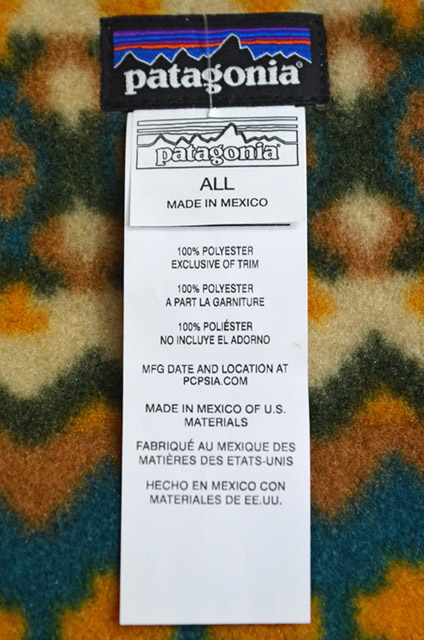 patagonia®
patagonia®
ALL
MADE IN MEXICO
100% POLYESTER
EXCLUSIVE OF TRIM
100% POLYESTER
A PART LA GARNITURE
100% POLIÉSTER
NO INCLUYE EL ADORNO
MFG DATE AND LOCATION AT
PCPSIA.COM
MADE IN MEXICO OF U.S.
MATERIALS
FABRIQUÉ AU MEXIQUE DES
MATIÈRES DES ETATS-UNIS
HECHO EN MEXICO CON
MATERIALES DE EE.UU.